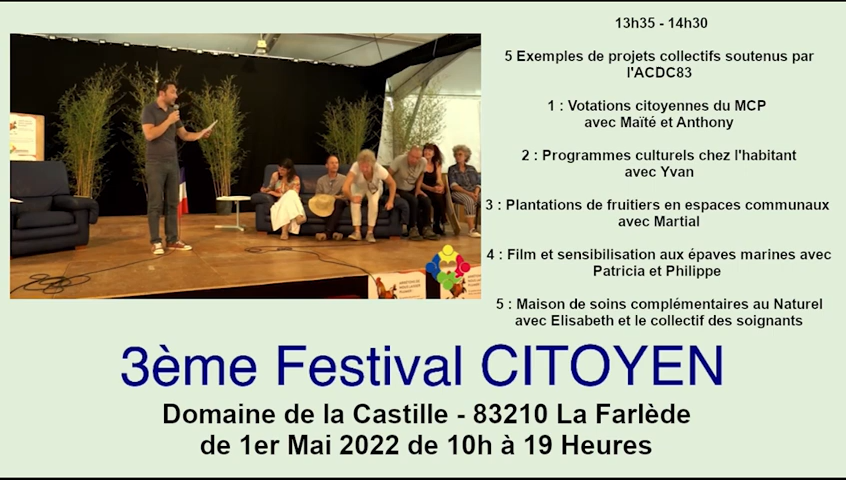 13h35 - 14h30
5 Exemples de projets collectifs soutenus par
l'ACDC83
1 : Votations citoyennes du MCP
avec Maïté et Anthony
2 : Programmes culturels chez l'habitant
avec Yvan
3 : Plantations de fruitiers en espaces communaux
avec Martial
4 : Film et sensibilisation aux épaves marines avec
Patricia et Philippe
5 : Maison de soins complémentaires au Naturel
avec Elisabeth et le collectif des soignants
3ème Festival CITOYEN
Domaine de la Castille - 83210 La Farlède
de 1er Mai 2022 de 10h à 19 Heures